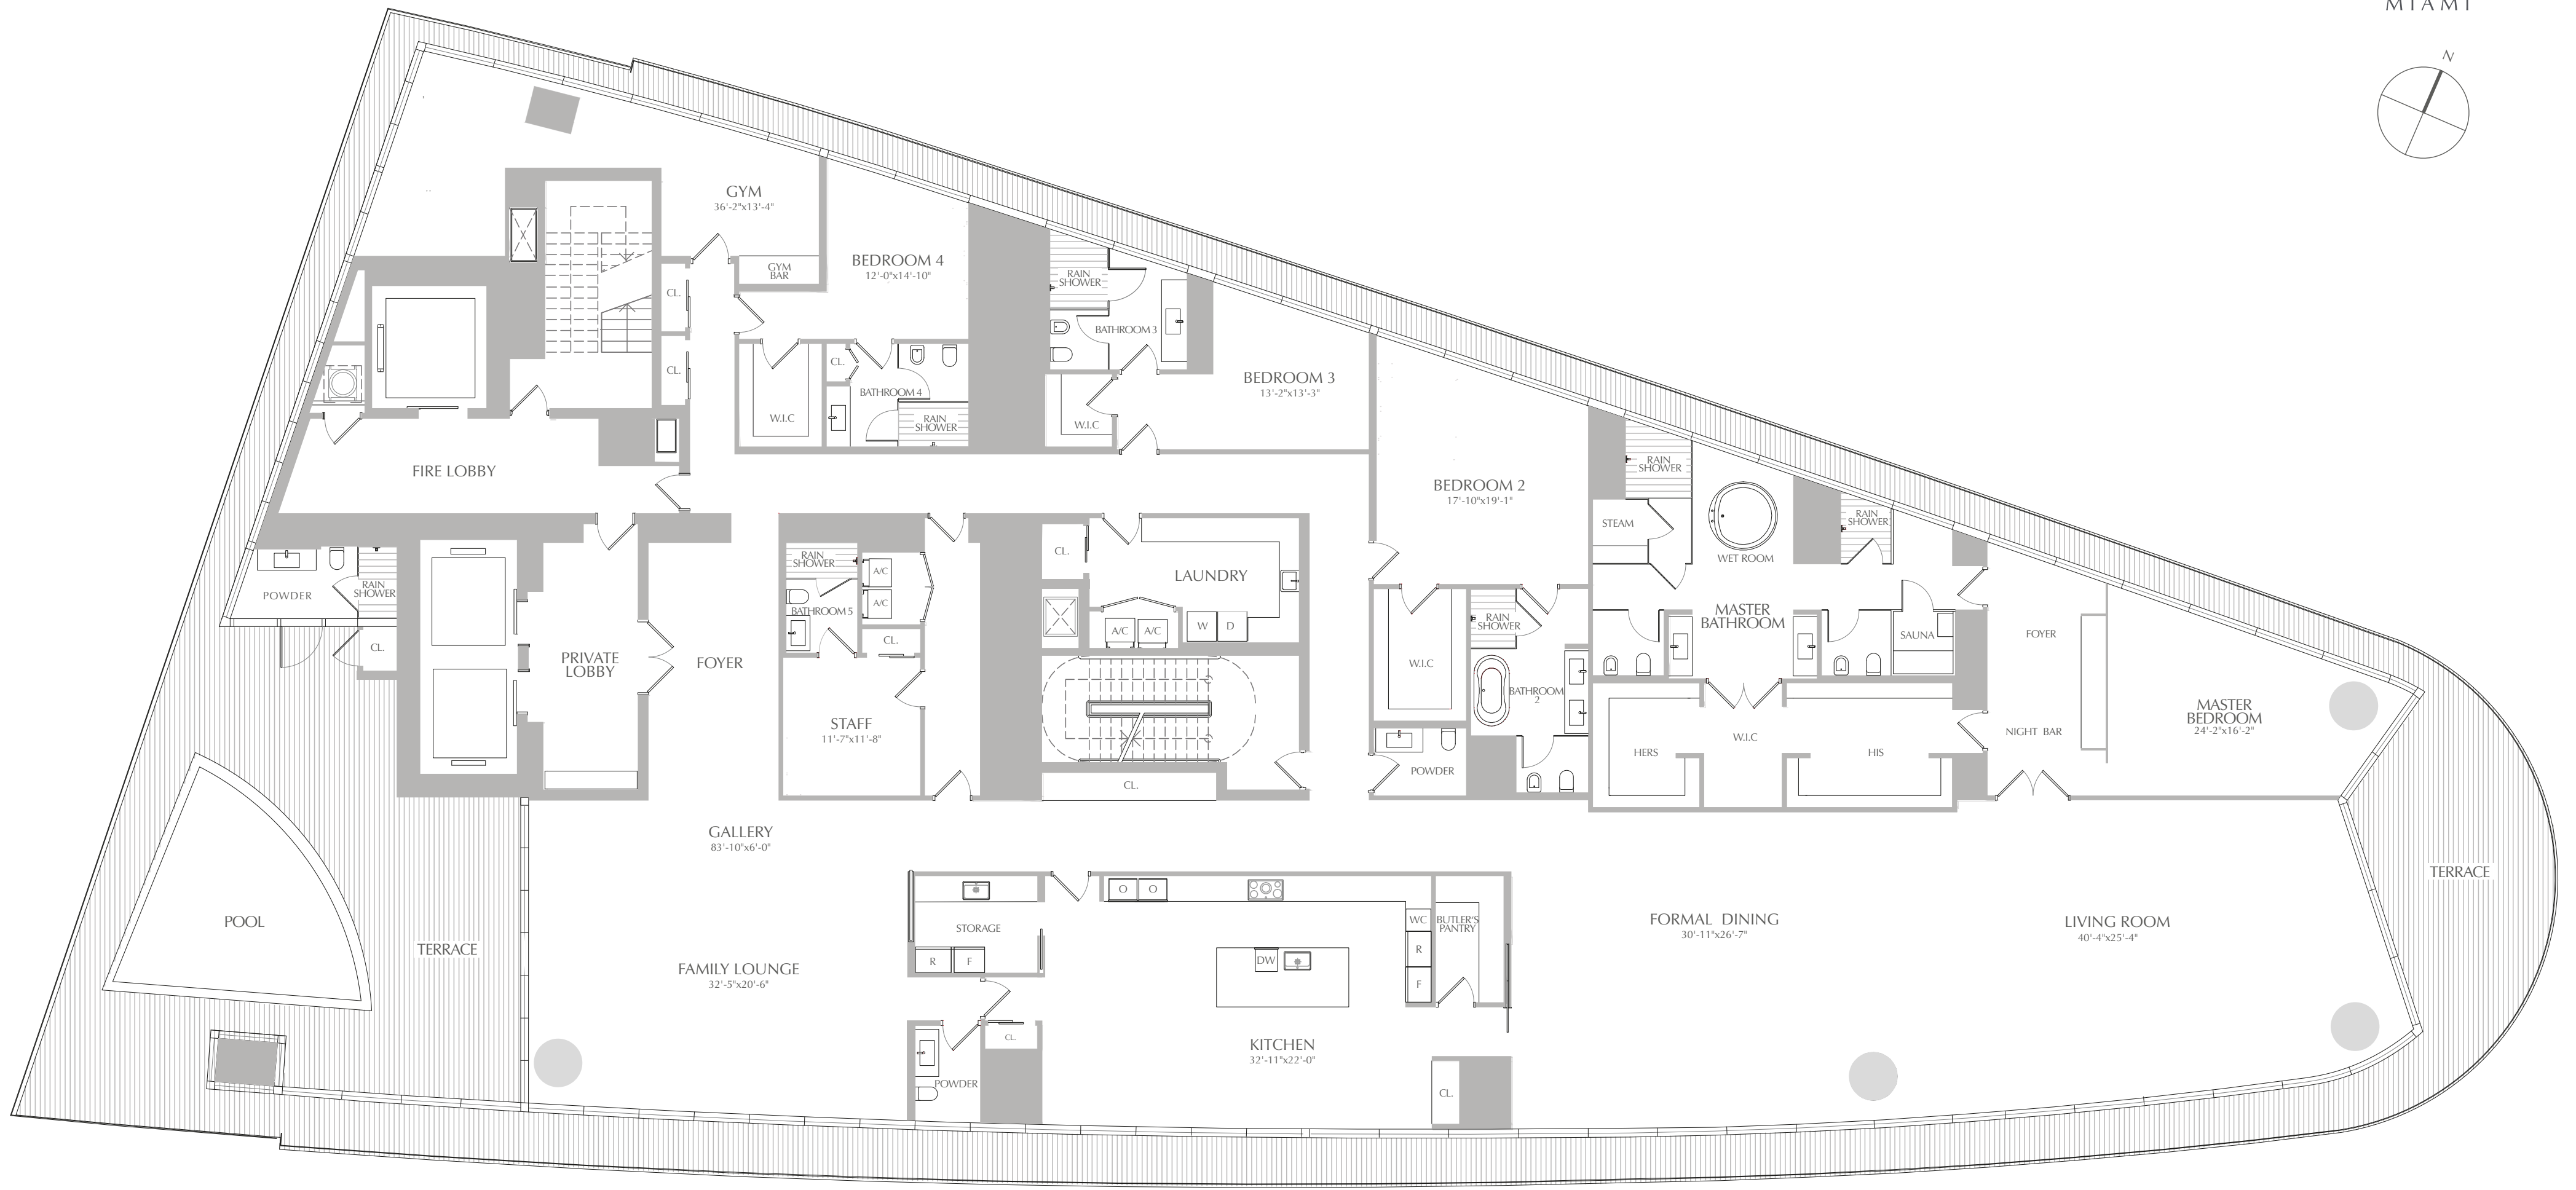 MIAMI
N
GYM
36'-2"x13'-4"
GYM
BAR
BEDROOM 4
12'-0"x14'-10"
CL.
CL.
CL.
W.I.C
BATHROOM 4
RAIN
SHOWER
RAIN
SHOWER
BATHROOM 3
W.I.C
BEDROOM 3
13'-2"x13'-3"
FIRE LOBBY
BEDROOM 2
17'-10"x19'-1"
RAIN
SHOWER
STEAM
WET ROOM
RAIN
SHOWER
POWDER
RAIN
SHOWER
CL.
PRIVATE
LOBBY
FOYER
RAIN
SHOWER
A/C
A/C
BATHROOM 5
CL.
STAFF
11'-7"x11'-8"
CL.
LAUNDRY
A/C
A/C
W
D
CL.
W.I.C
RAIN
SHOWER
BATHROOM
2
POWDER
MASTER
BATHROOM
SAUNA
HERS
W.I.C
HIS
FOYER
NIGHT BAR
MASTER
BEDROOM
24'-2"x16'-2"
GALLERY
83'-10"x6'-0"
POOL
TERRACE
FAMILY LOUNGE
32'-5"x20'-6"
STORAGE
R
F
CL.
POWDER
O
O
DW
WC
R
F
BUTLER'S
PANTRY
KITCHEN
32'-11"x22'-0"
CL.
FORMAL DINING
30'-11"x26'-7"
LIVING ROOM
40'-4"x25'-4"
TERRACE